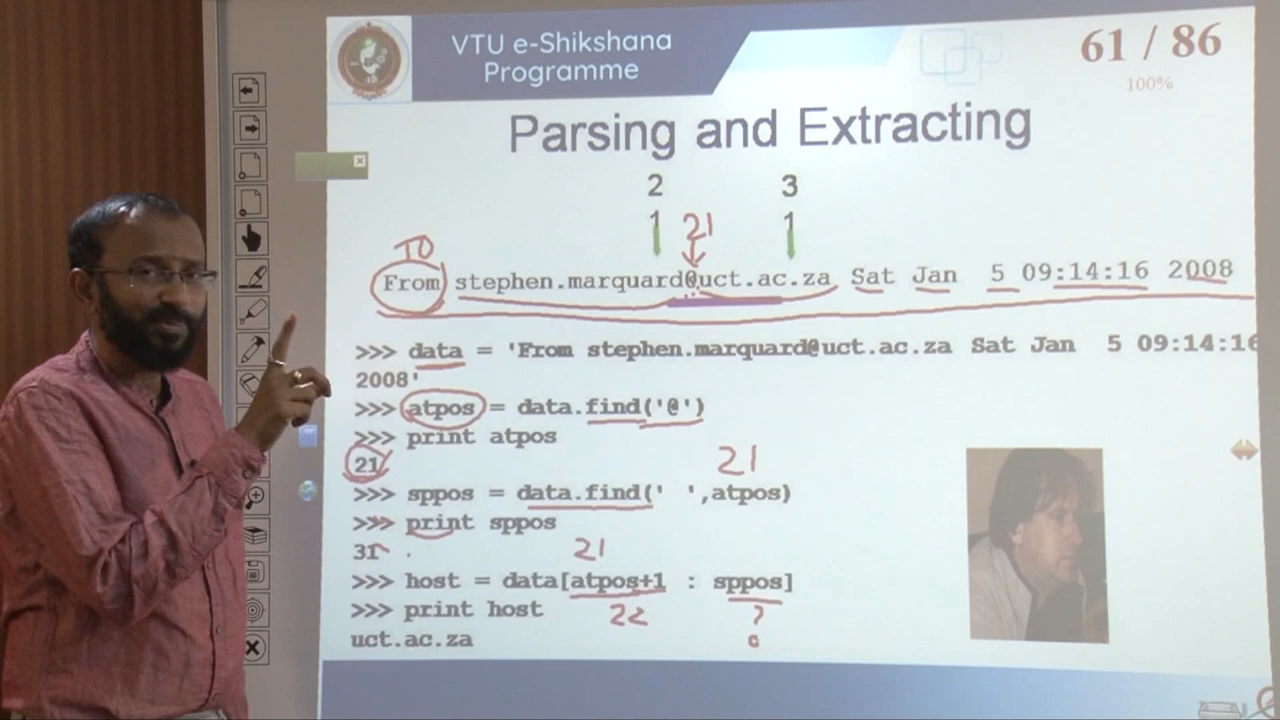 VTU e-Shikshana
Programme
61 / 86
100%
Parsing and Extracting
2 3
1 21 1
TO
From stephen.marquard@uct.ac.za Sat Jan 5 09:14:16 2008
>>> data = 'From stephen.marquard@uct.ac.za Sat Jan 5 09:14:16
2008'
>>> atpos = data.find('@')
>>> print atpos
21 21
>>> sppos = data.find(' ',atpos)
>>> print sppos
31 21
>>> host = data[atpos+1 : sppos]
>>> print host 22 ?
uct.ac.za